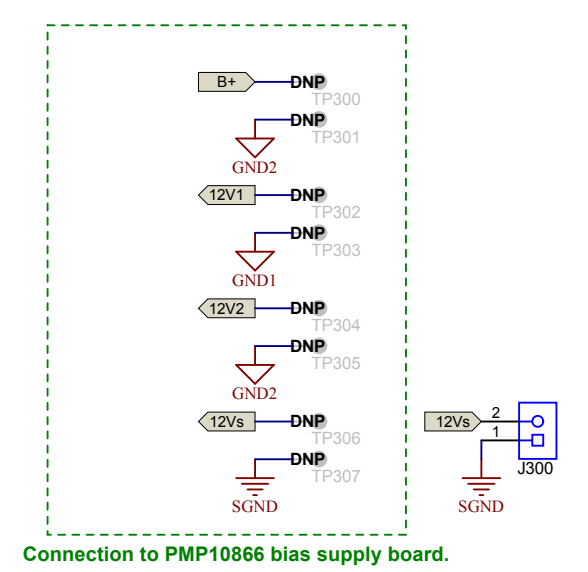 B+ DNP
TP300
DNP
TP301
GND2
12V1 DNP
TP302
DNP
TP303
GND1
12V2 DNP
TP304
DNP
TP305
GND2
12Vs DNP
TP306
DNP
TP307
SGND
12Vs 2
1
J300
SGND
Connection to PMP10866 bias supply board.